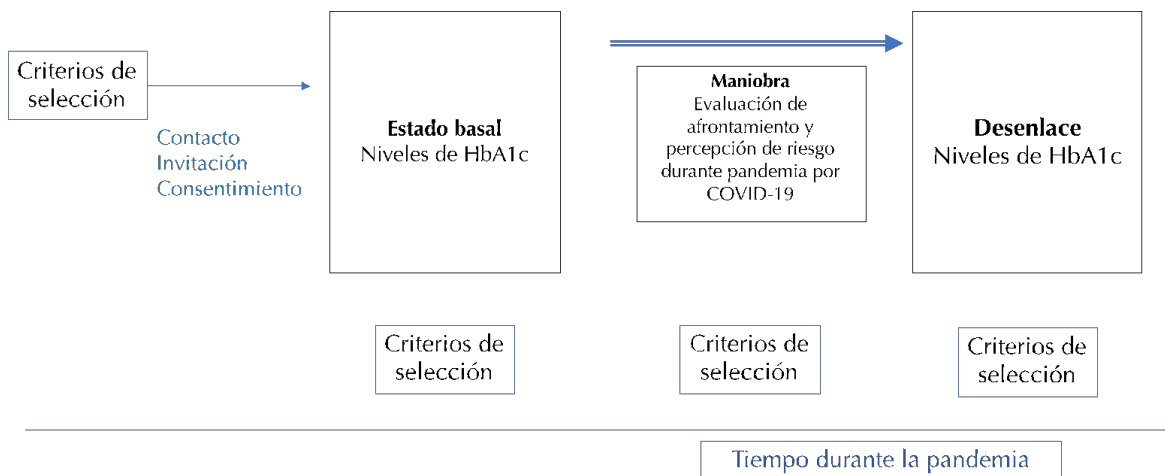 Criterios de
selección
Contacto
Invitación
Consentimiento
Estado basal
Niveles de HbA1c
Maniobra
Evaluación de
afrontamiento y
percepción de riesgo
durante pandemia por
COVID-19
Desenlace
Niveles de HbA1c
Criterios de
selección
Criterios de
selección
Criterios de
selección
Tiempo durante la pandemia